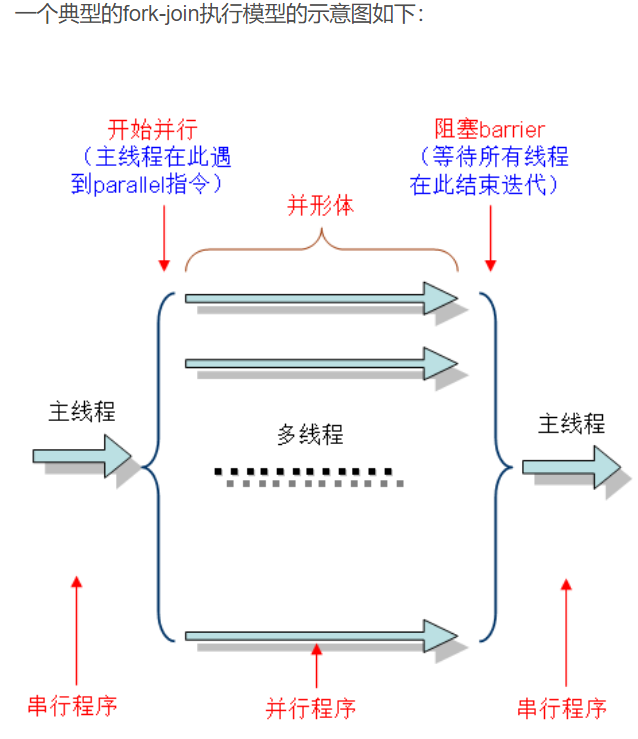 一个典型的fork-join执行模型的示意图如下：
开始并行
（主线程在此遇
到parallel指令）
阻塞barrier
（等待所有线程
在此结束迭代）
并形体
主线程
多线程
主线程
串行程序
并行程序
串行程序